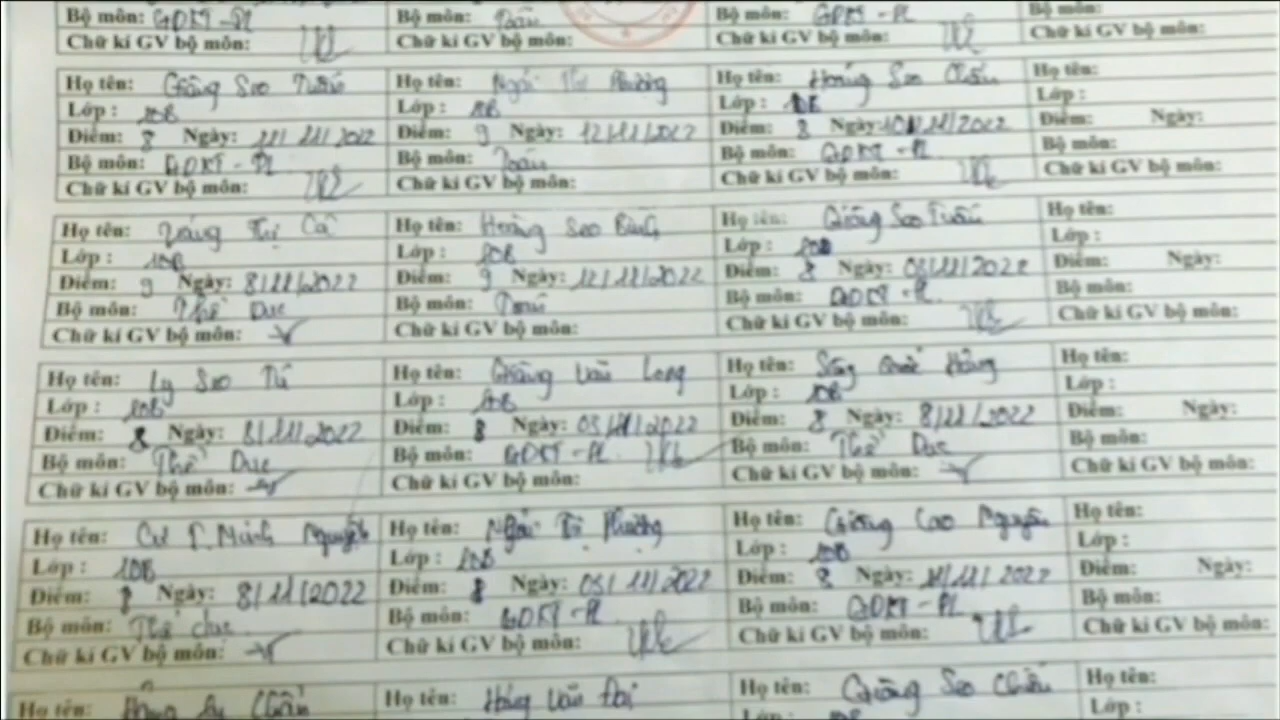 Bộ môn: GDKT-PL Bộ môn: Toán Bộ môn: GDKT-PL Bộ môn:
Chữ kí GV bộ môn: Chữ kí GV bộ môn: Chữ kí GV bộ môn: Chữ kí GV bộ môn:
Họ tên: Giàng Seo Tuấn Họ tên: Ngải Thị Phương Họ tên: Hoàng Seo Chẩn Họ tên:
Lớp : 10B Lớp : 10B Lớp : Lớp :
Điểm: 8 Ngày: 11/11/2022 Điểm: 9 Ngày: 12/11/2022 Điểm: 8 Ngày: 10/11/2022 Điểm: Ngày:
Bộ môn: GDKT-PL Bộ môn: Toán Bộ môn: GDKT-PL Bộ môn:
Chữ kí GV bộ môn: Chữ kí GV bộ môn: Chữ kí GV bộ môn: Chữ kí GV bộ môn:
Họ tên: Thị Họ tên: Hoàng Seo Họ tên: Giàng Seo Tuấn Họ tên:
Lớp : 10B Lớp : 10B Lớp : 10B Lớp :
Điểm: 9 Ngày: 8/11/2022 Điểm: 9 Ngày: 12/11/2022 Điểm: 8 Ngày: 03/11/2022 Điểm: Ngày:
Bộ môn: Thể Dục Bộ môn: Toán Bộ môn: GDKT-PL Bộ môn:
Chữ kí GV bộ môn: Chữ kí GV bộ môn: Chữ kí GV bộ môn: Chữ kí GV bộ môn:
Họ tên: Ly Seo Tú Họ tên: Giàng Văn Long Họ tên: Quốc Họ tên:
Lớp : 10B Lớp : 10B Lớp : 10B Lớp :
Điểm: 8 Ngày: 8/11/2022 Điểm: 8 Ngày: 03/11/2022 Điểm: 8 Ngày: 8/11/2022 Điểm: Ngày:
Bộ môn: Thể Dục Bộ môn: GDKT-PL Bộ môn: Thể Dục Bộ môn:
Chữ kí GV bộ môn: Chữ kí GV bộ môn: Chữ kí GV bộ môn: Chữ kí GV bộ môn:
Họ tên: Cư T. Minh Nguyệt Họ tên: Ngải Thị Phương Họ tên: Giàng Cao Nguyên Họ tên:
Lớp : 10B Lớp : 10B Lớp : 10B Lớp :
Điểm: 8 Ngày: 8/11/2022 Điểm: 8 Ngày: 03/11/2022 Điểm: 8 Ngày: 11/11/2022 Điểm: Ngày:
Bộ môn: Thể dục Bộ môn: GDKT-PL Bộ môn: GDKT-PL Bộ môn:
Chữ kí GV bộ môn: Chữ kí GV bộ môn: Chữ kí GV bộ môn: Chữ kí GV bộ môn:
Họ tên: Họ tên: Văn Họ tên: Giàng Seo Họ tên:
Lớp : Lớp :